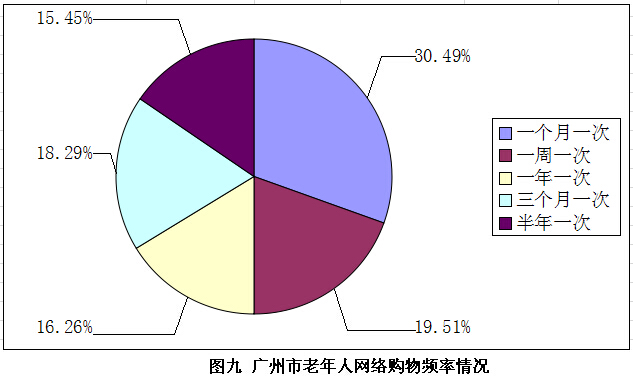 15.45%
30.49%
18.29%
16.26%
19.51%
一个月一次
一周一次
一年一次
三个月一次
半年一次
图九 广州市老年人网络购物频率情况